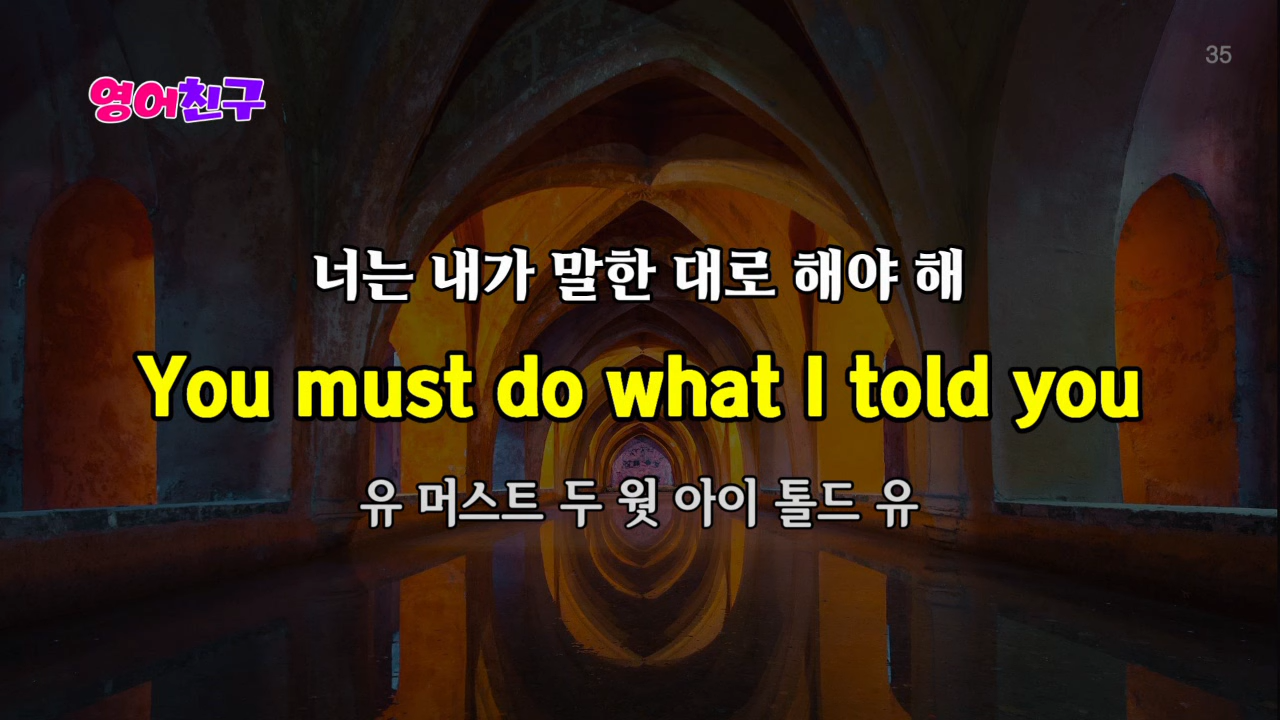 35
영어친구
너는 내가 말한 대로 해야 해
You must do what I told you
유 머스트 두 웟 아이 톨드 유